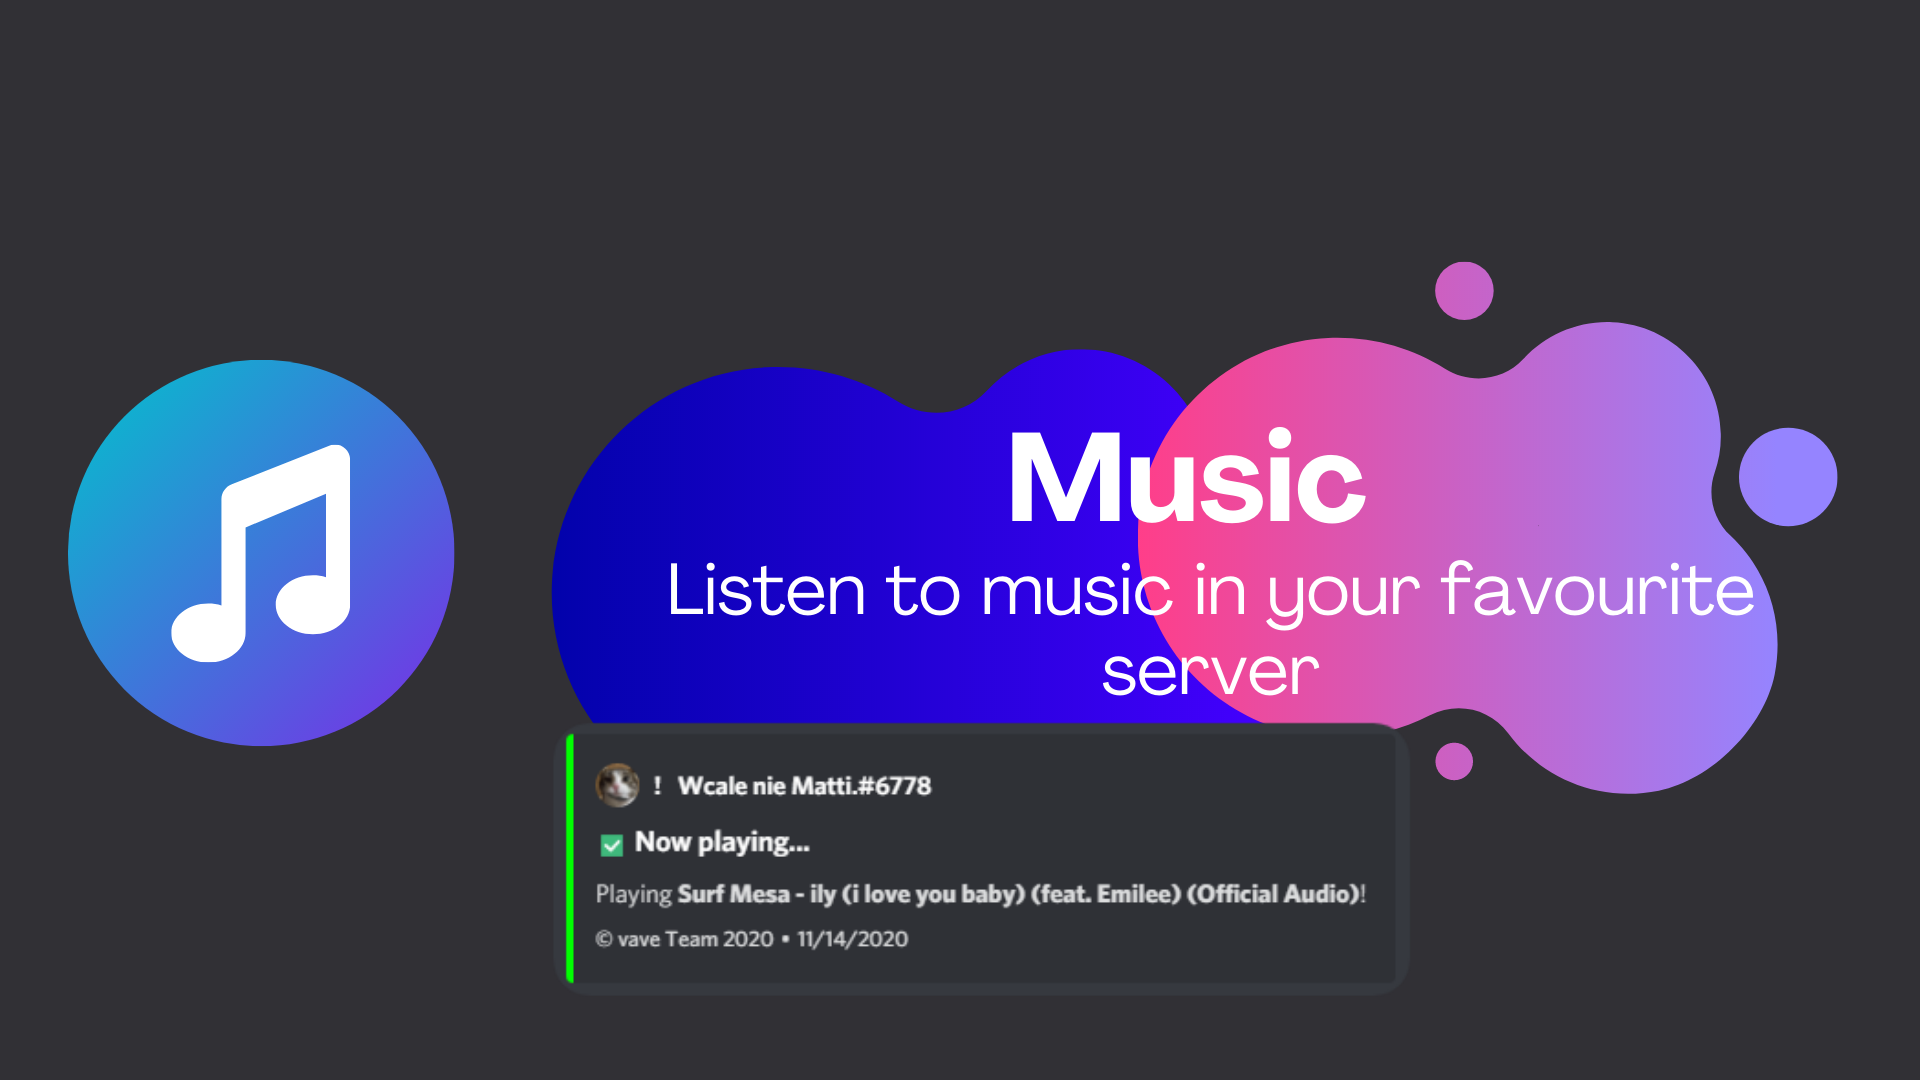 Music
Listen to music in your favourite
server
! Wcale nie Matti.#6778
Now playing...
Playing Surf Mesa - ily (i love you baby) (feat. Emilee) (Official Audio)!
© vave Team 2020 • 11/14/2020